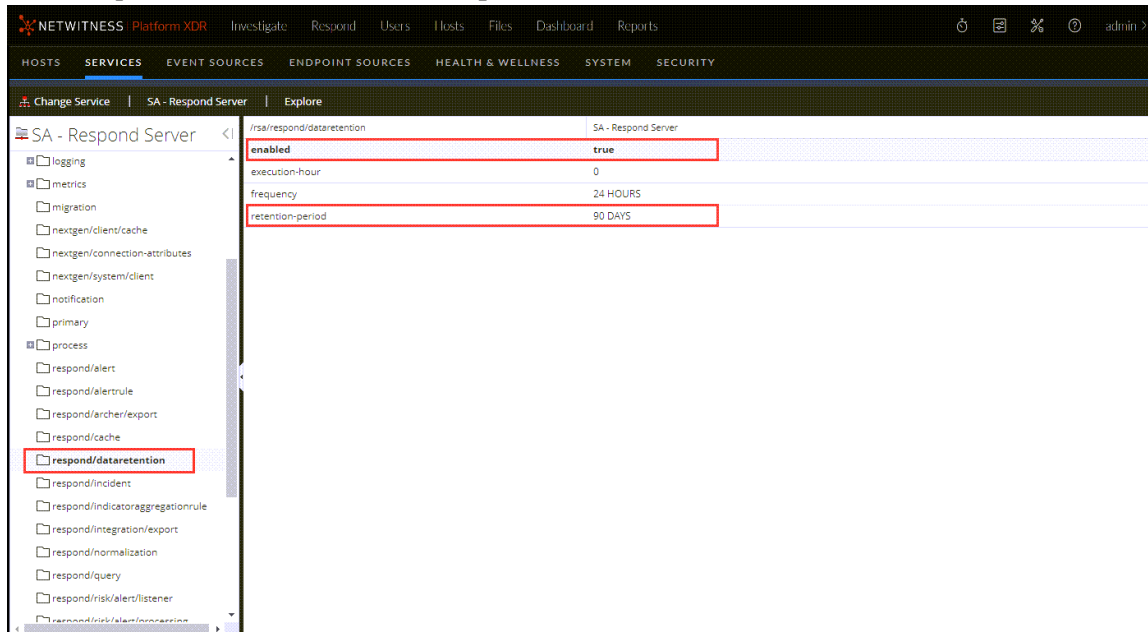 NETWITNESS Platform XDR Investigate Respond Users Hosts Files Dashboard Reports admin >
HOSTS SERVICES EVENT SOURCES ENDPOINT SOURCES HEALTH & WELLNESS SYSTEM SECURITY
Change Service | SA - Respond Server | Explore
SA - Respond Server
logging
metrics
migration
nextgen/client/cache
nextgen/connection-attributes
nextgen/system/client
notification
primary
process
respond/alert
respond/alertrule
respond/archer/export
respond/cache
respond/dataretention
respond/incident
respond/indicatoraggregationrule
respond/integration/export
respond/normalization
respond/query
respond/risk/alert/listener
respond/risk/alert/processing
/rsa/respond/dataretention SA - Respond Server
enabled true
execution-hour 0
frequency 24 HOURS
retention-period 90 DAYS